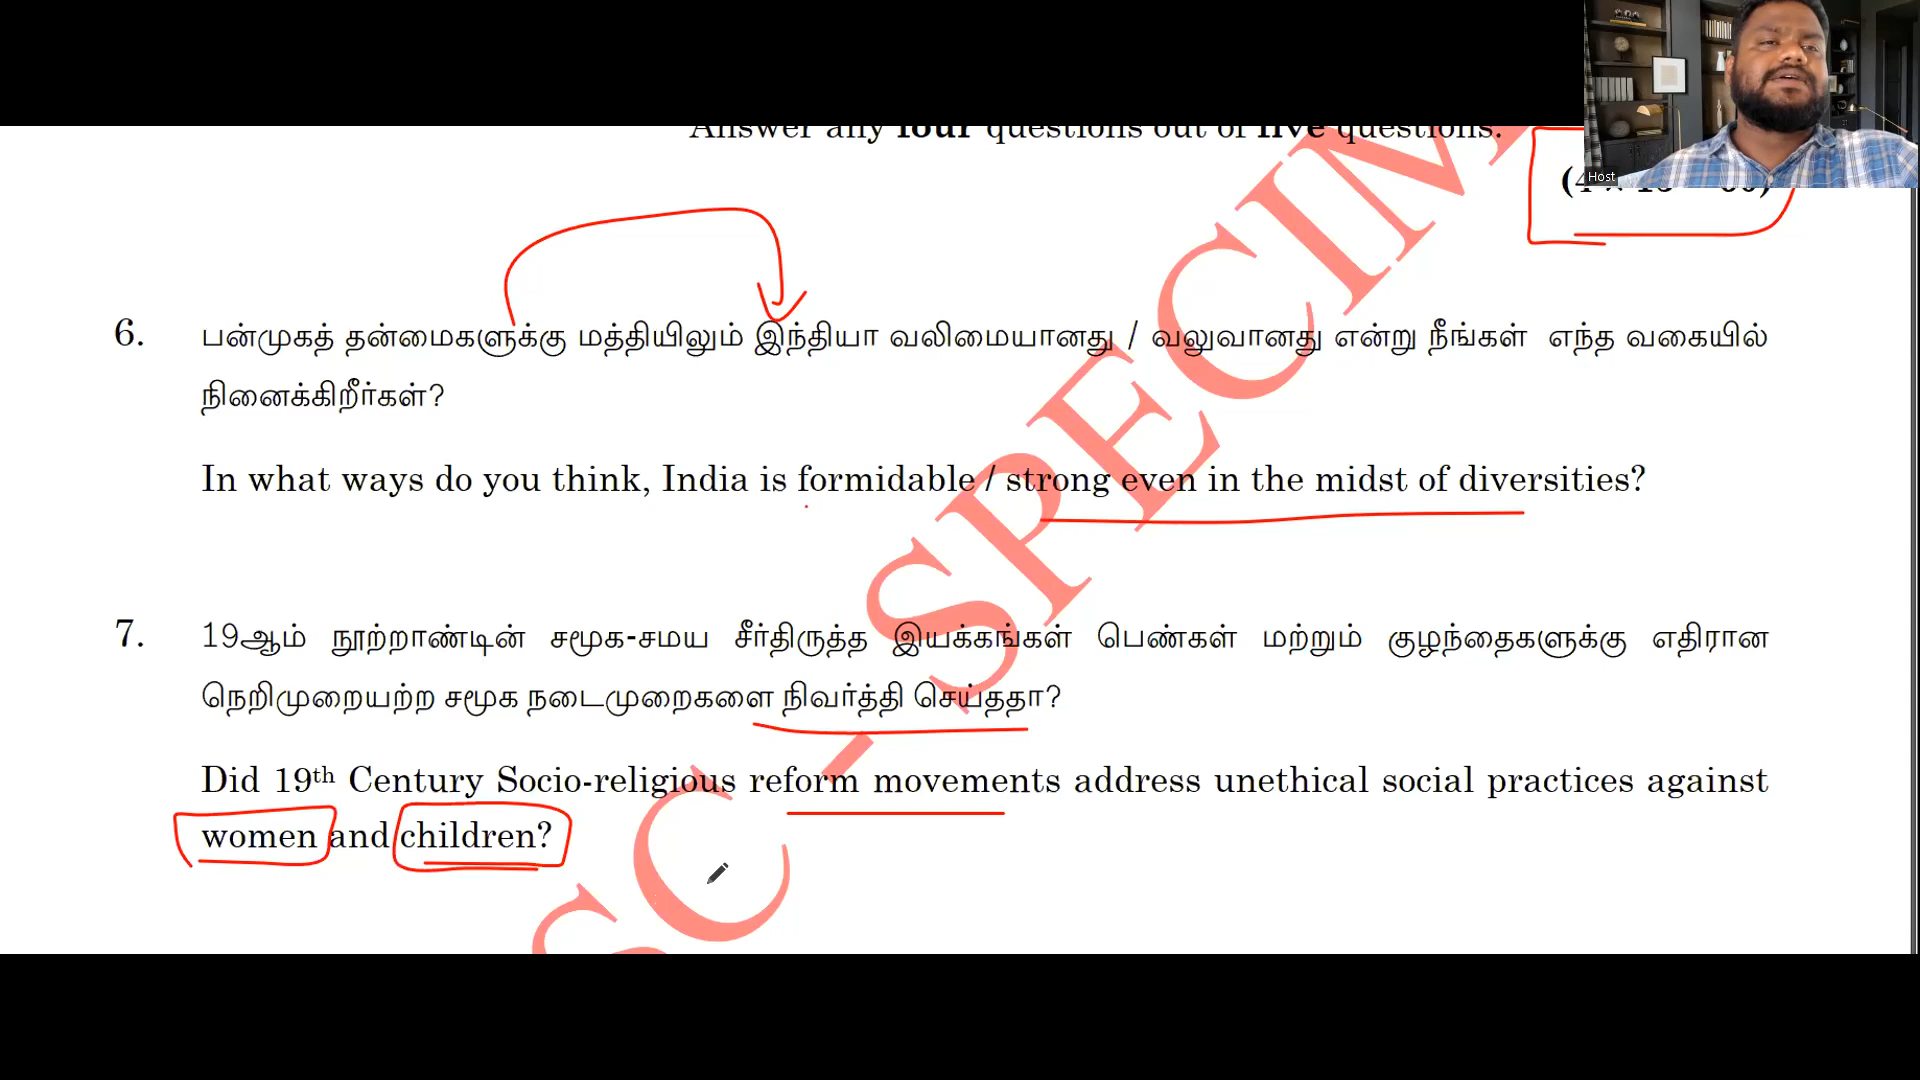 Answer any four questions out of five questions.
Host
6. பன்முகத் தன்மைகளுக்கு மத்தியிலும் இந்தியா வலிமையானது / வலுவானது என்று நீங்கள் எந்த வகையில்
நினைக்கிறீர்கள்?
In what ways do you think, India is formidable / strong even in the midst of diversities?
7. 19ஆம் நூற்றாண்டின் சமூக-சமய சீர்திருத்த இயக்கங்கள் பெண்கள் மற்றும் குழந்தைகளுக்கு எதிரான
நெறிமுறையற்ற சமூக நடைமுறைகளை நிவர்த்தி செய்ததா?
Did 19th Century Socio-religious reform movements address unethical social practices against
women and children?
SC - SPECIM